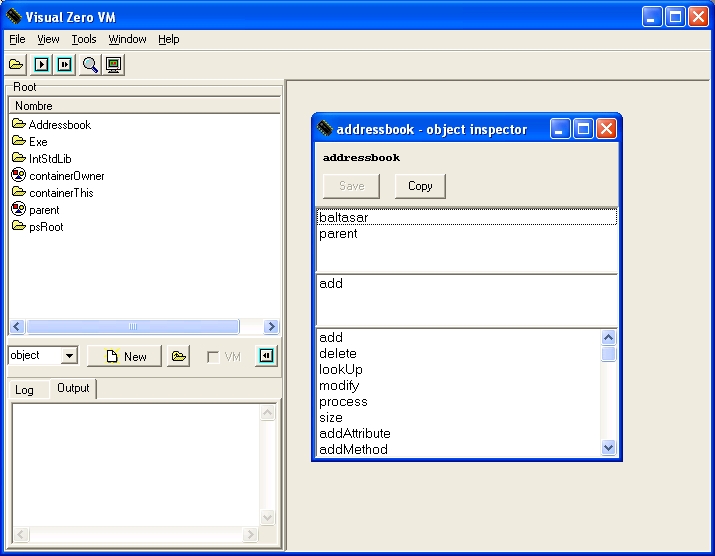 Visual Zero VM
File View Tools Window Help
Root
Nombre
Addressbook
Exe
IntStdLib
containerOwner
containerThis
parent
psRoot
object New VM
Log Output
addressbook - object inspector
addressbook
Save Copy
baltasar
parent
add
add
delete
lookUp
modify
process
size
addAttribute
addMethod